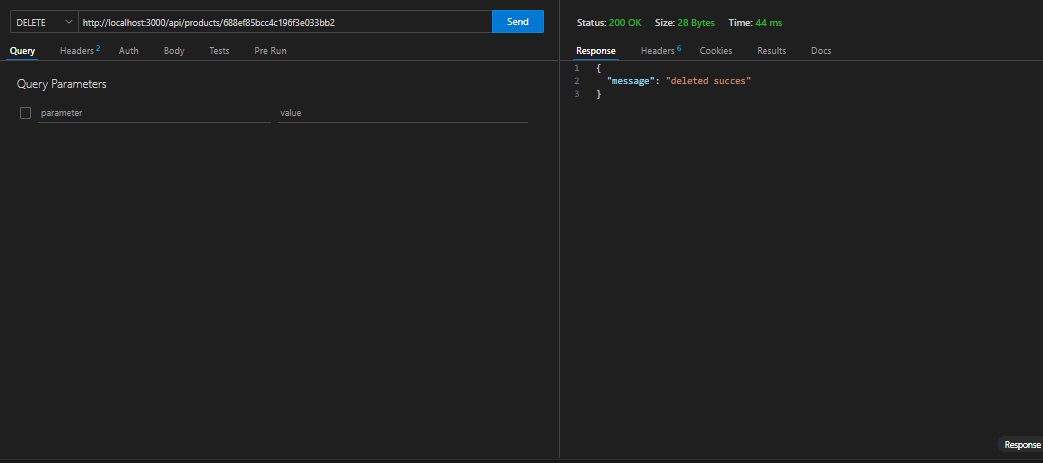 DELETE http://localhost:3000/api/products/688ef85bcc4c196f3e033bb2 Send
Query Headers 2 Auth Body Tests Pre Run
Query Parameters
parameter value
Status: 200 OK Size: 28 Bytes Time: 44 ms
Response Headers 6 Cookies Results Docs
1 {
2 "message": "deleted succes"
3 }
Response